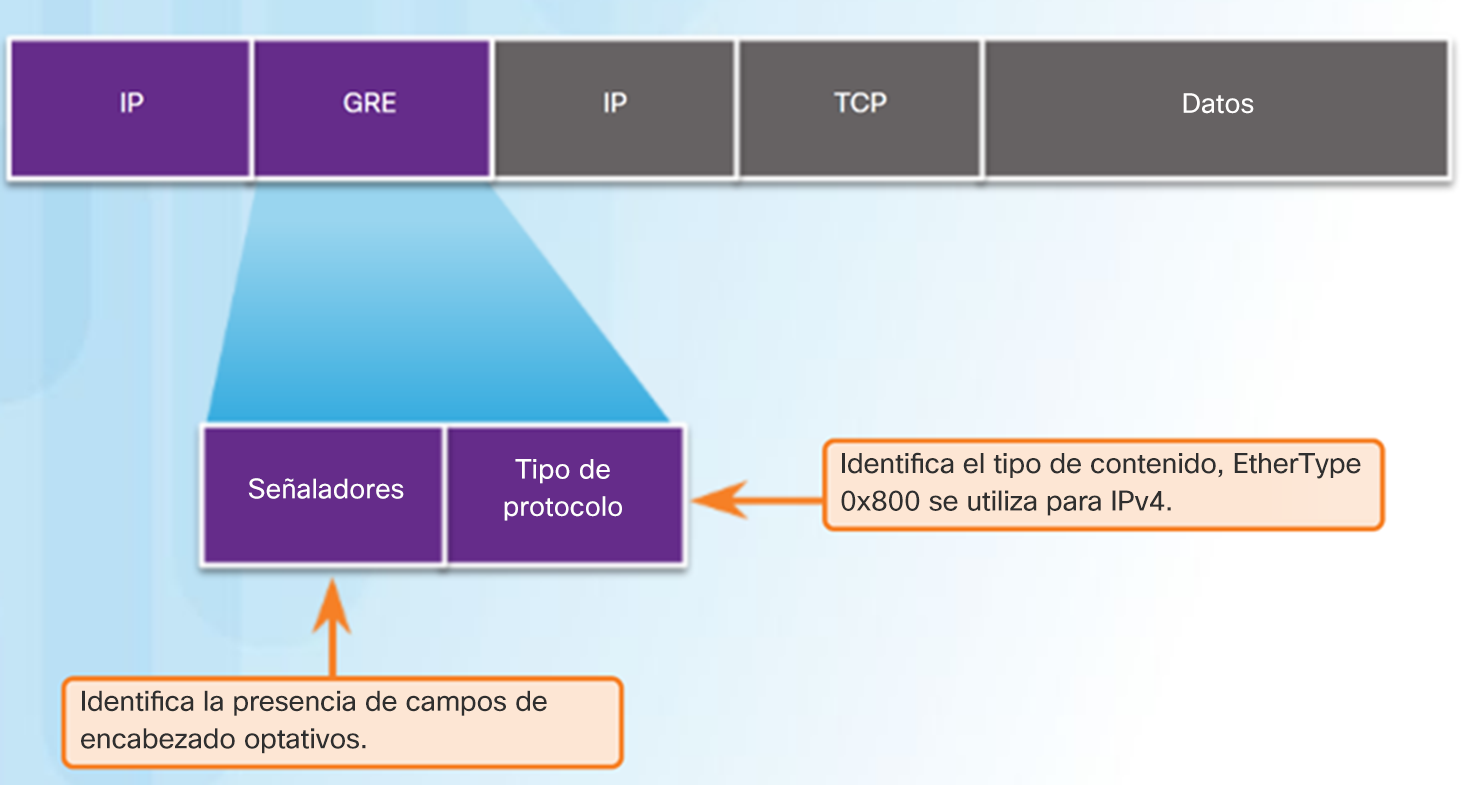 IP
GRE
IP
TCP
Datos
Señaladores
Tipo de
protocolo
Identifica el tipo de contenido, EtherType
0x800 se utiliza para IPv4.
Identifica la presencia de campos de
encabezado optativos.